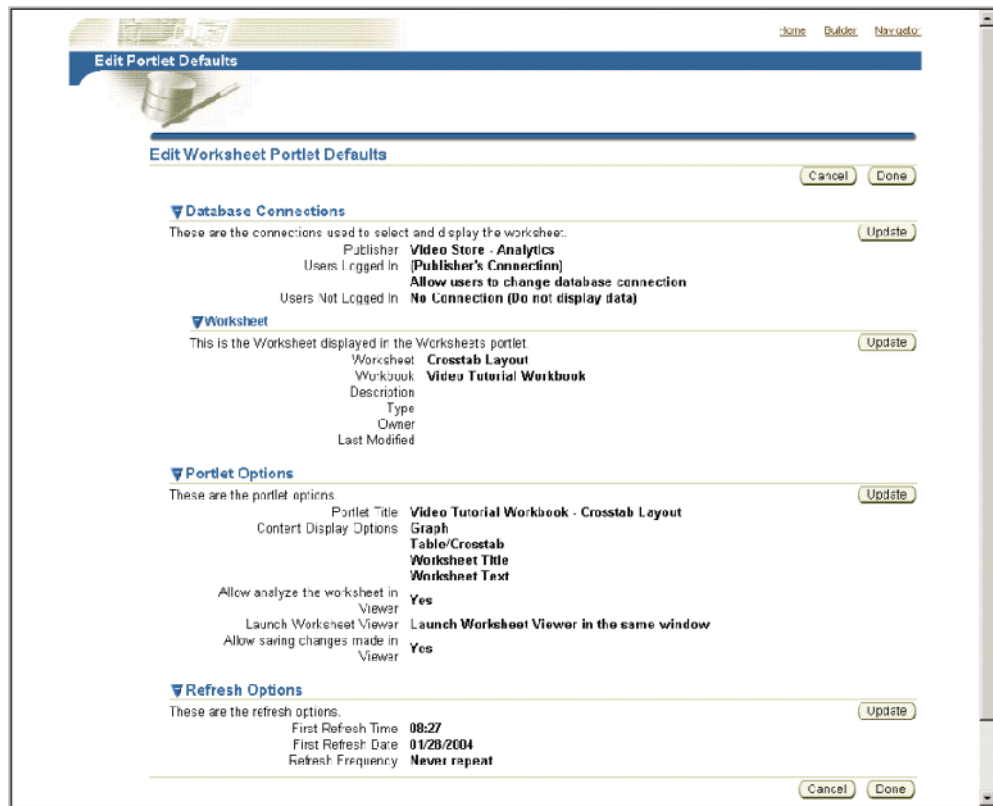 Home Builder Navigator
Edit Portlet Defaults
Edit Worksheet Portlet Defaults
Cancel Done
Database Connections
These are the connections used to select and display the worksheet. Update
Publisher Video Store - Analytics
Users Logged In (Publisher's Connection)
Allow users to change database connection
Users Not Logged In No Connection (Do not display data)
Worksheet
This is the Worksheet displayed in the Worksheets portlet. Update
Worksheet Crosstab Layout
Workbook Video Tutorial Workbook
Description
Type
Owner
Last Modified
Portlet Options
These are the portlet options. Update
Portlet Title Video Tutorial Workbook - Crosstab Layout
Content Display Options Graph
Table/Crosstab
Worksheet Title
Worksheet Text
Allow analyze the worksheet in
Viewer Yes
Launch Worksheet Viewer Launch Worksheet Viewer in the same window
Allow saving changes made in
Viewer Yes
Refresh Options
These are the refresh options. Update
First Refresh Time 08:27
First Refresh Date 01/28/2004
Refresh Frequency Never repeat
Cancel Done